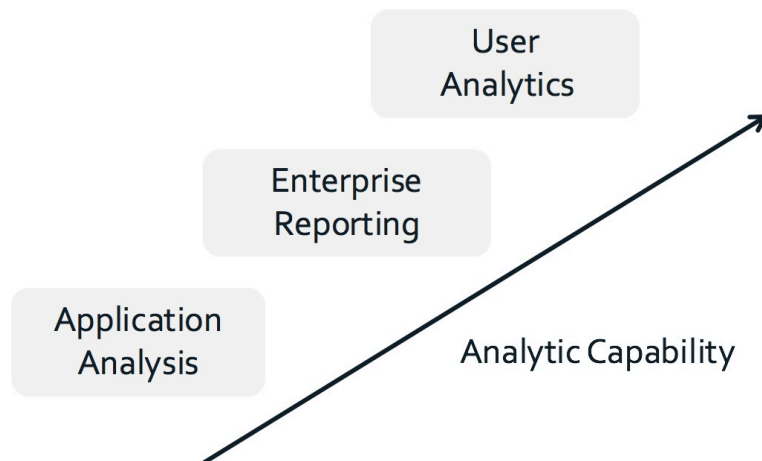 User
Analytics
Enterprise
Reporting
Application
Analysis
Analytic Capability